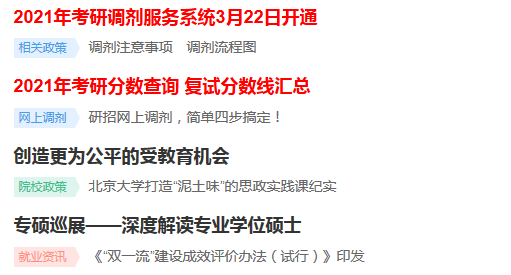 2021年考研调剂服务系统3月22日开通
相关政策 调剂注意事项 调剂流程图
2021年考研分数查询 复试分数线汇总
网上调剂 研招网上调剂，简单四步搞定！
创造更为公平的受教育机会
院校政策 北京大学打造“泥土味”的思政实践课纪实
专硕巡展——深度解读专业学位硕士
就业资讯 《“双一流”建设成效评价办法（试行）》印发